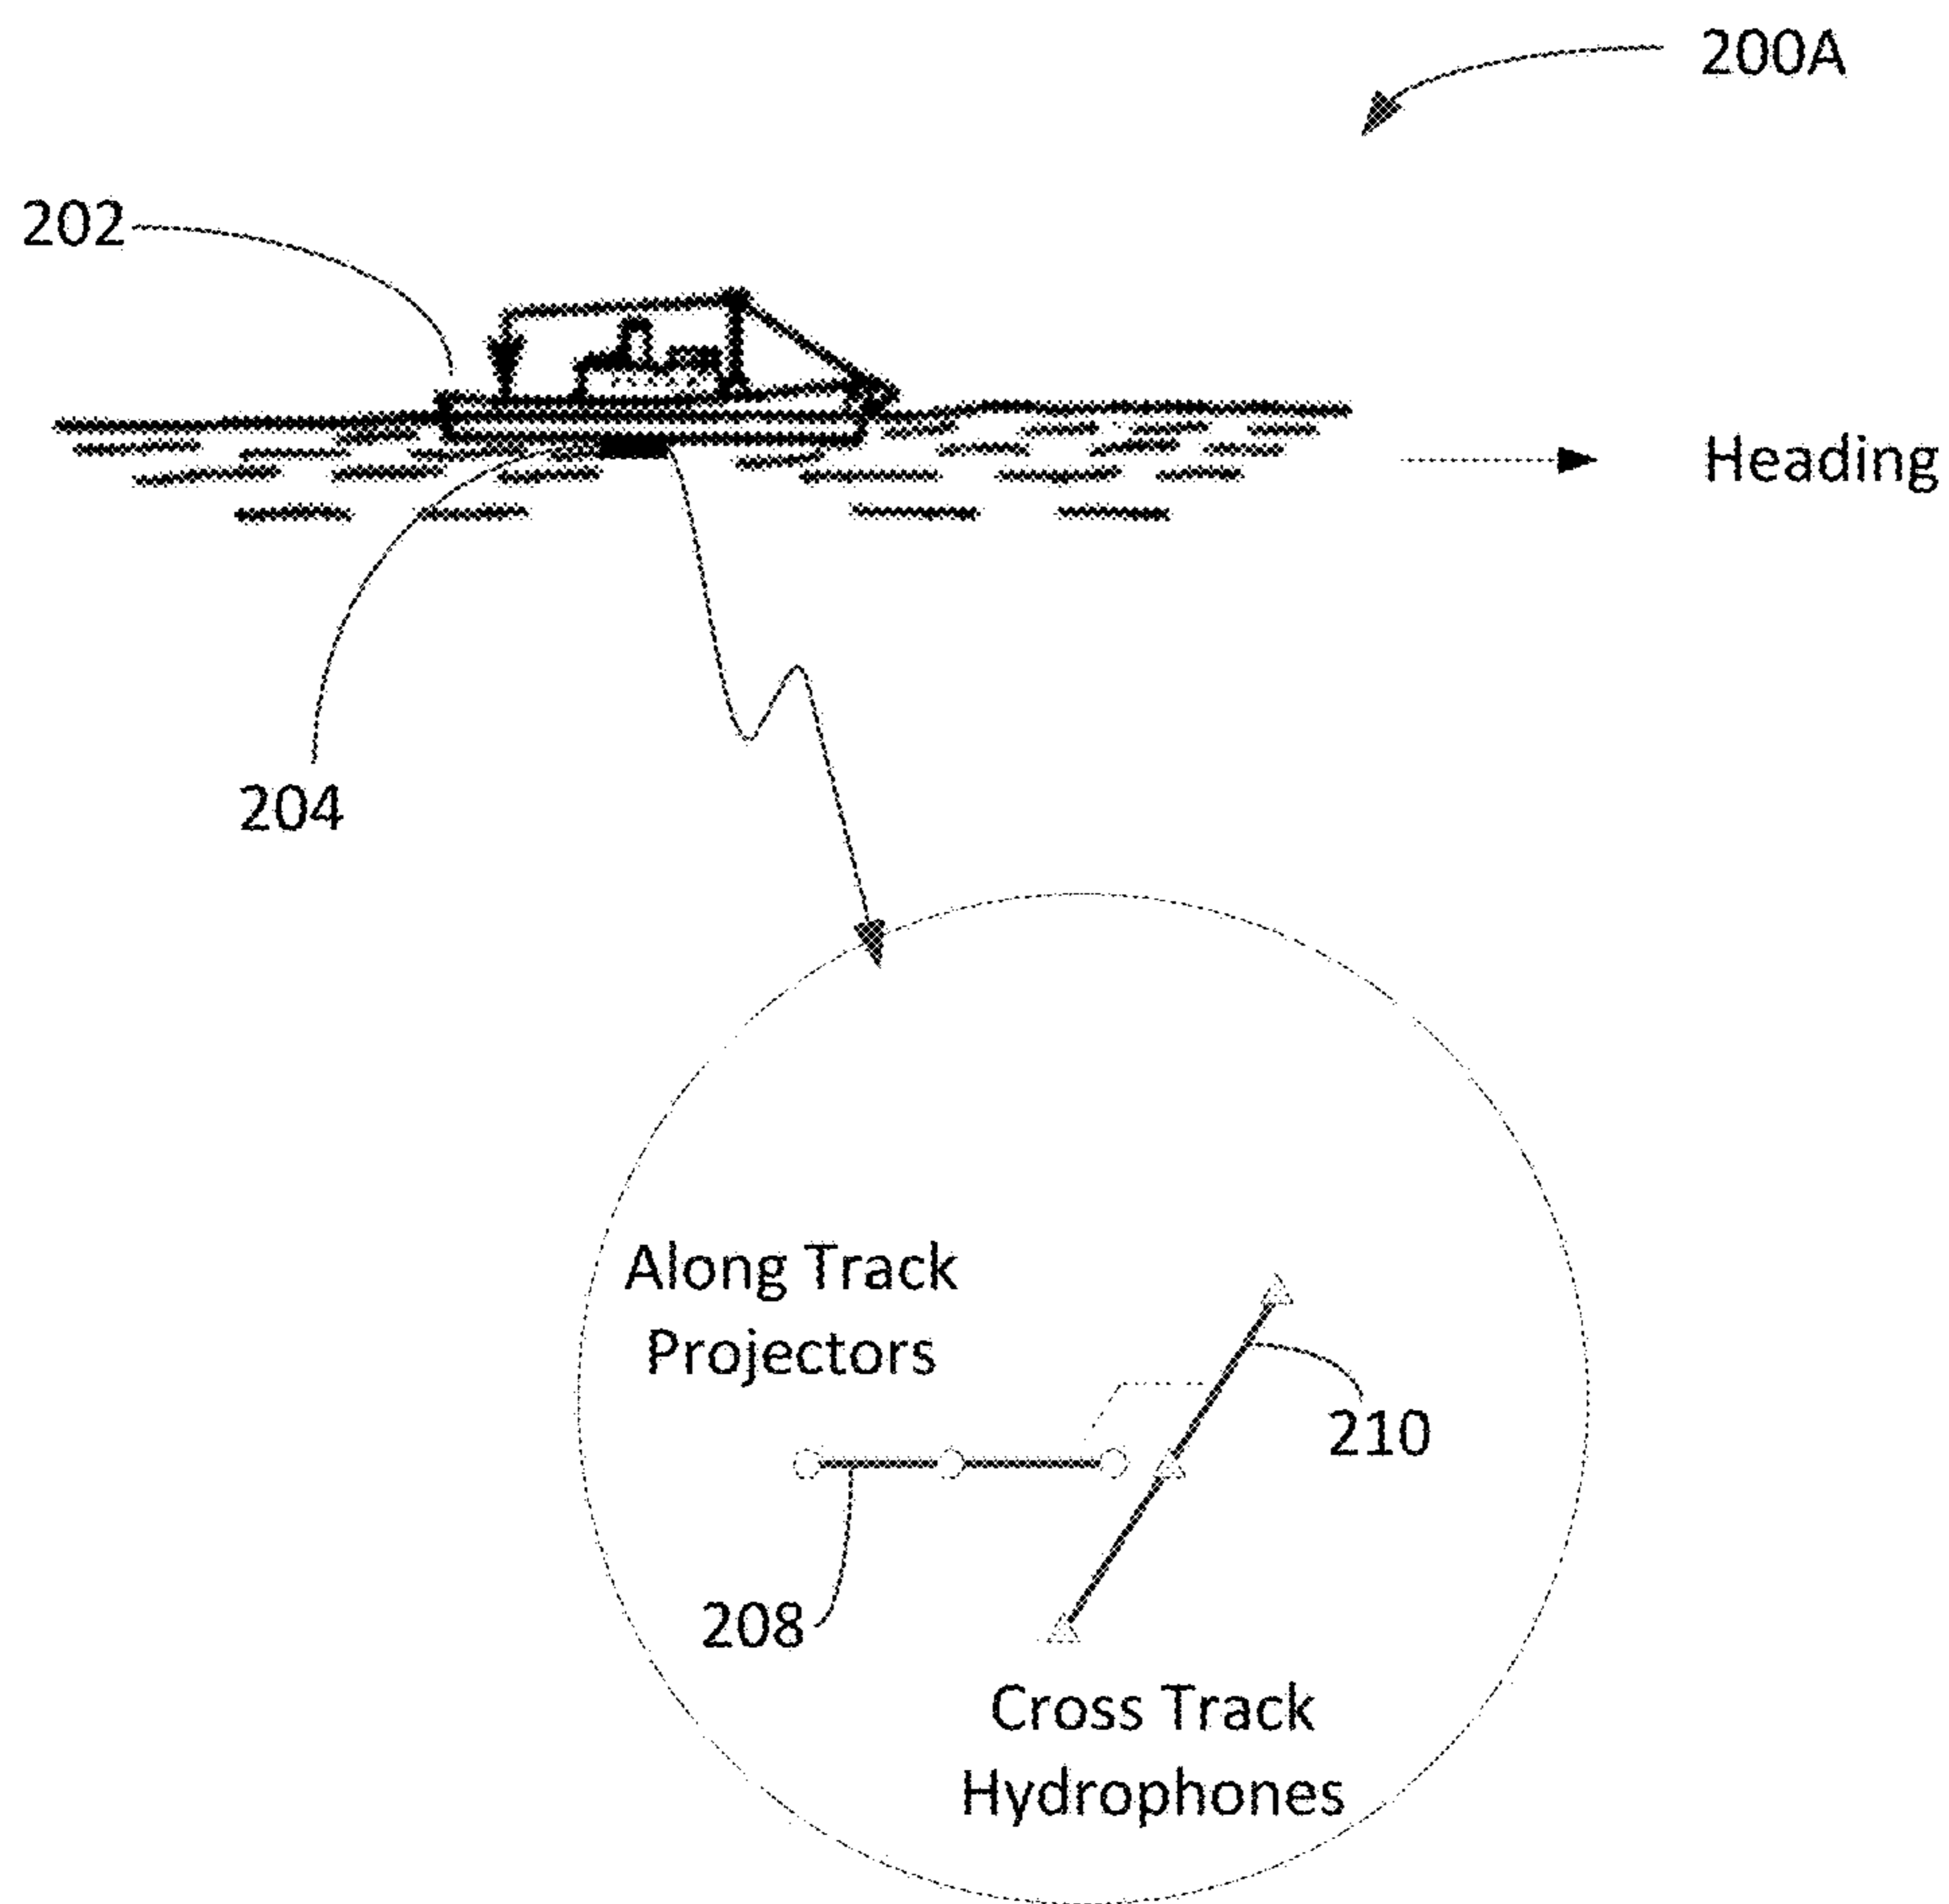 200A
202
Heading
204
Along Track
Projectors
210
208
Cross Track
Hydrophones